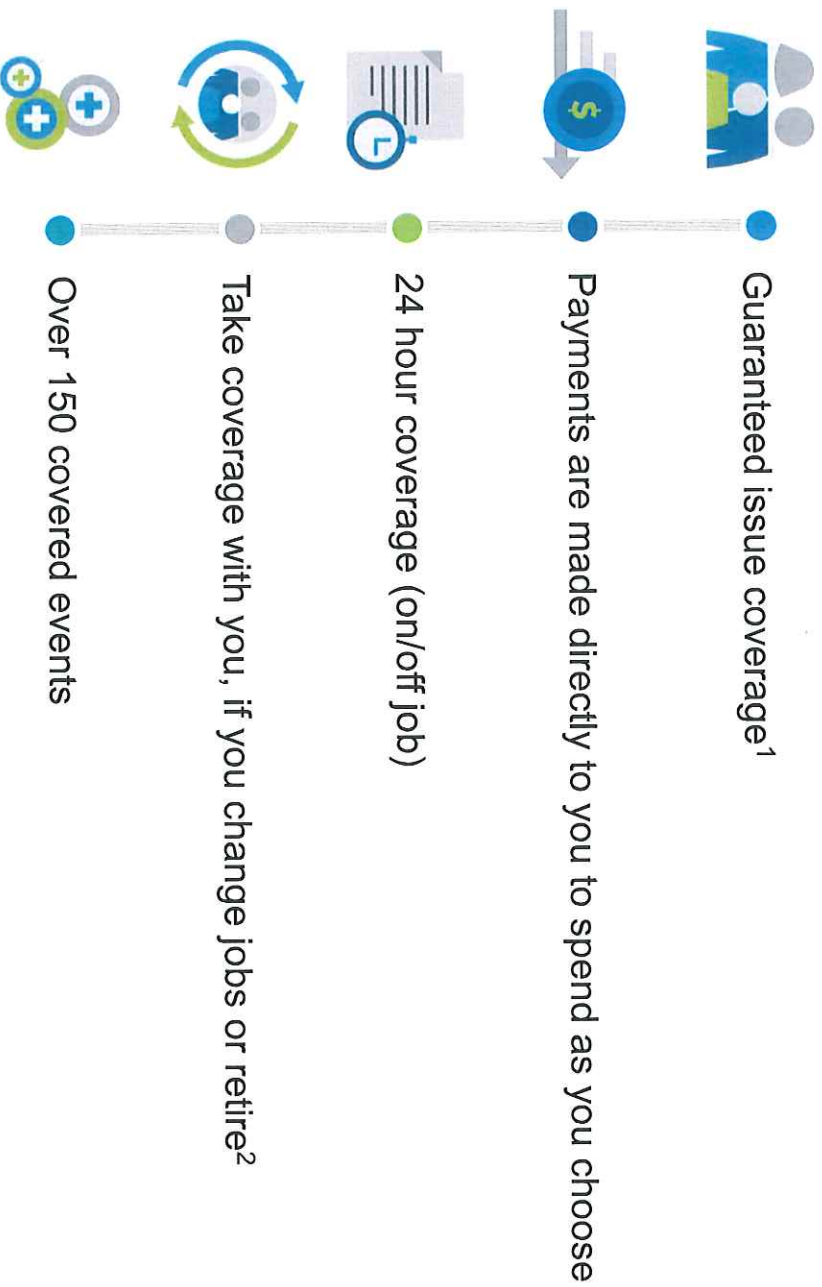 Guaranteed issue coverage¹
Payments are made directly to you to spend as you choose
24 hour coverage (on/off job)
Take coverage with you, if you change jobs or retire²
Over 150 covered events
$